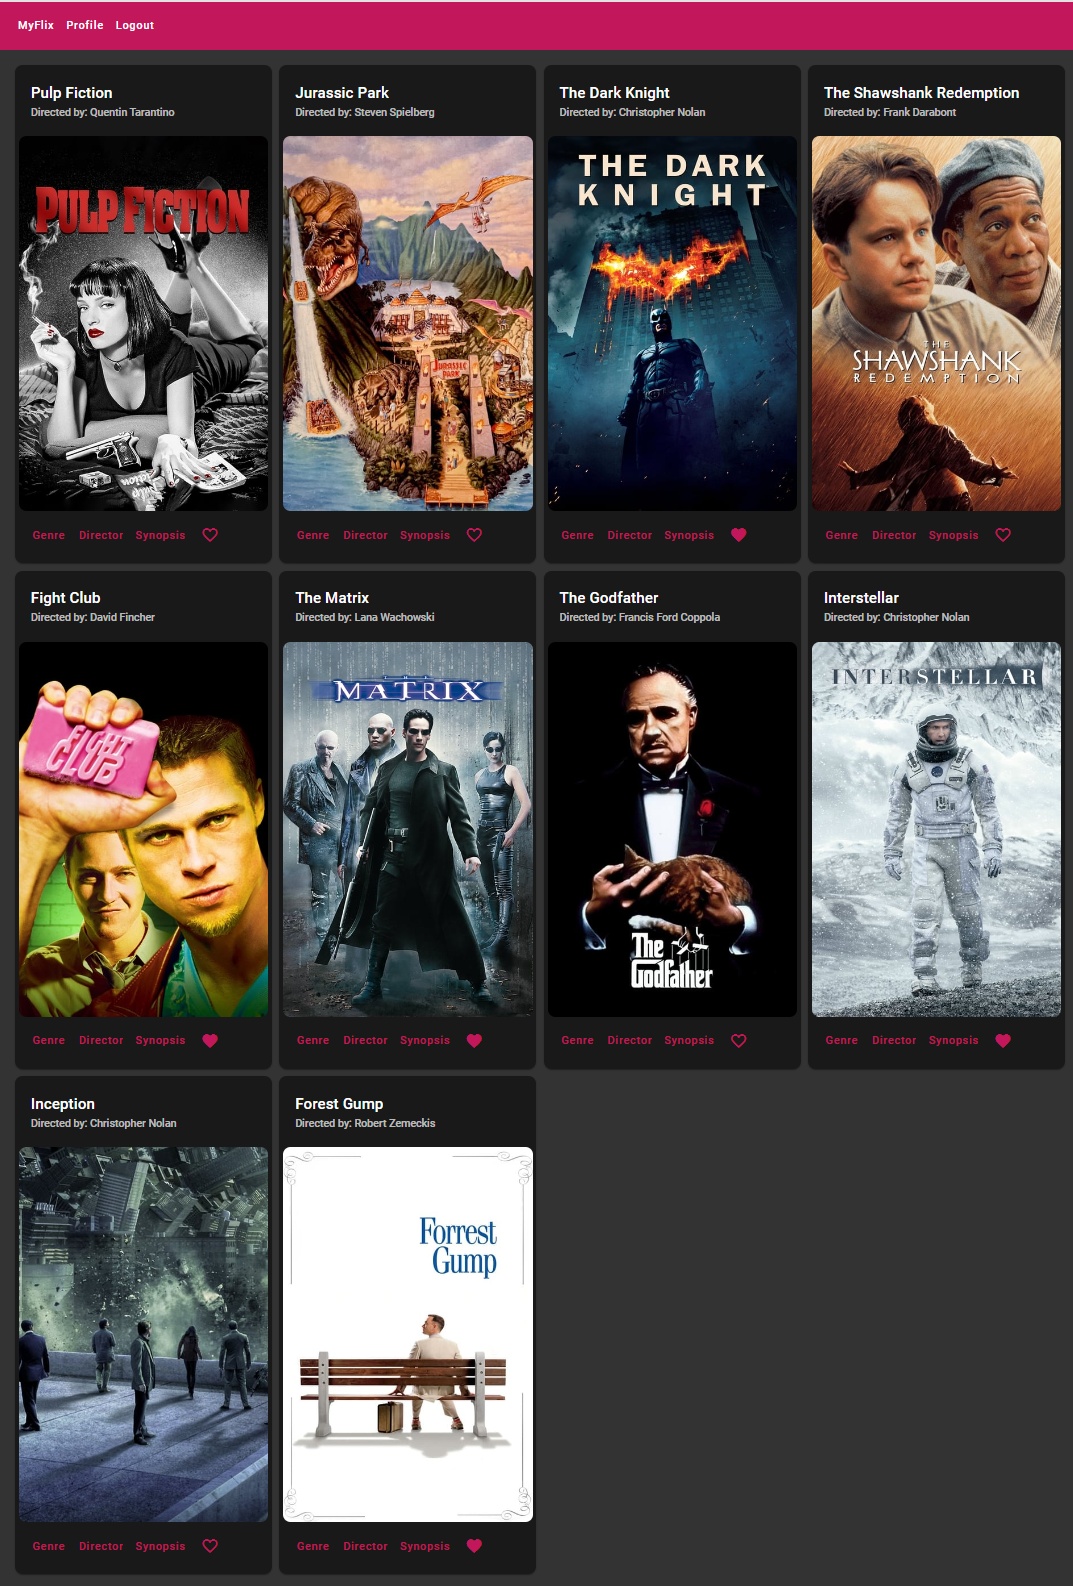 MyFlix Profile Logout
Pulp Fiction
Directed by: Quentin Tarantino
PULP FICTION
Genre Director Synopsis
Jurassic Park
Directed by: Steven Spielberg
JURASSIC
PARK
Genre Director Synopsis
The Dark Knight
Directed by: Christopher Nolan
THE DARK
KNIGHT
Genre Director Synopsis
The Shawshank Redemption
Directed by: Frank Darabont
THE
SHAWSHANK
REDEMPTION
Genre Director Synopsis
Fight Club
Directed by: David Fincher
FIGHT
CLUB
Genre Director Synopsis
The Matrix
Directed by: Lana Wachowski
THE
MATRIX
Genre Director Synopsis
The Godfather
Directed by: Francis Ford Coppola
The
Godfather
Genre Director Synopsis
Interstellar
Directed by: Christopher Nolan
INTERSTELLAR
Genre Director Synopsis
Inception
Directed by: Christopher Nolan
Genre Director Synopsis
Forest Gump
Directed by: Robert Zemeckis
Forrest
Gump
Genre Director Synopsis